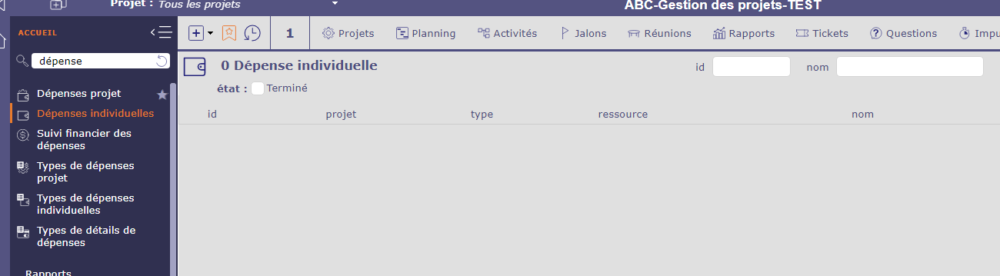 Projet : Tous les projets
ABC-Gestion des projets-TEST
ACCUEIL
1
Projets
Planning
Activités
Jalons
Réunions
Rapports
Tickets
Questions
Impu
dépense
0 Dépense individuelle
id
nom
état :
Terminé
id
projet
type
ressource
nom
Dépenses projet
Dépenses individuelles
Suivi financier des
dépenses
Types de dépenses
projet
Types de dépenses
individuelles
Types de détails de
dépenses
Rapports